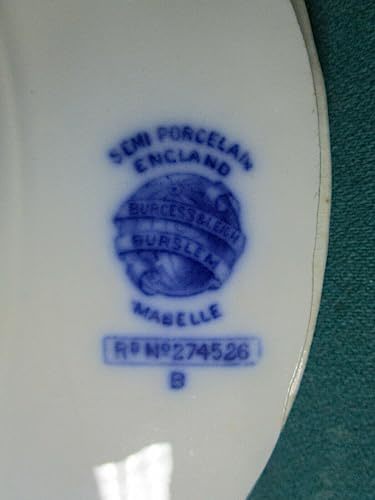 SEMI PORCELAIN
ENGLAND
BURGESS & LEIGH
BURSLEM
MABELLE
RD NO 274526
B